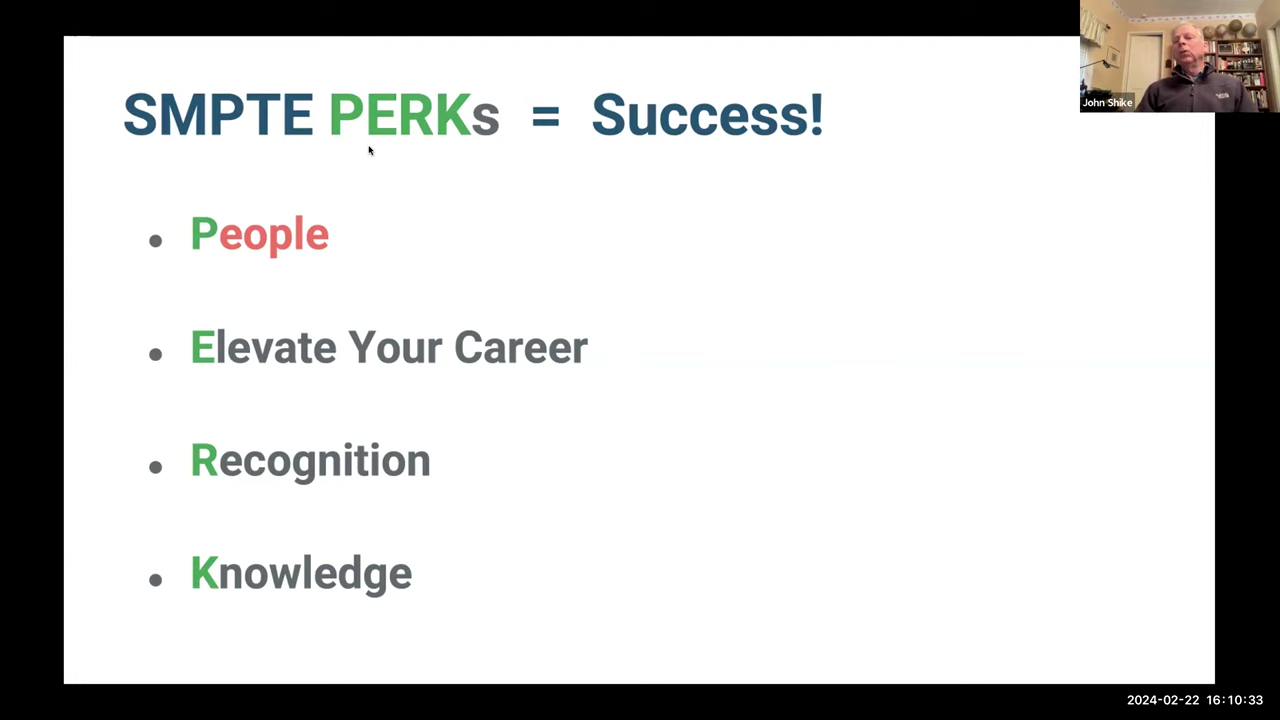 SMPTE PERKs = Success!
John Shike
• People
• Elevate Your Career
• Recognition
• Knowledge
2024-02-22 16:10:33